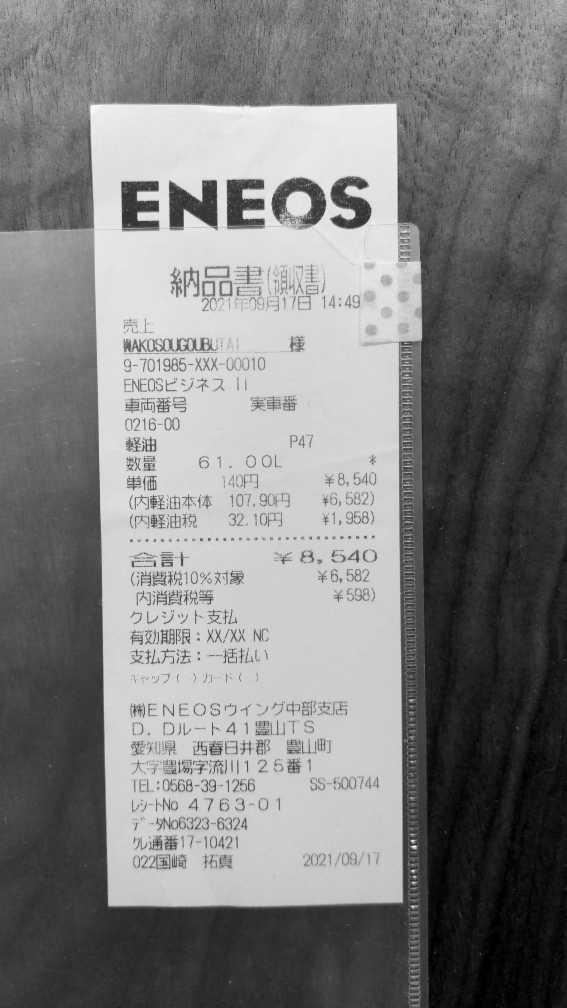 ENEOS
納品書(領収書)
2021年09月17日 14:49
売上
WAKOSOUGOUBUTAI 様
9-701985-XXX-00010
ENEOSビジネス II
車両番号 実車番
0216-00
軽油 P47
数量 61.00L *
単価 140円 ¥8,540
(内軽油本体 107.90円 ¥6,582)
(内軽油税 32.10円 ¥1,958)
合計 ¥8,540
(消費税10%対象 ¥6,582
内消費税等 ¥598)
クレジット支払
有効期限:XX/XX NC
支払方法:一括払い
キャップ( ) カード( )
㈱ENEOSウイング中部支店
D.Dルート41豊山TS
愛知県 西春日井郡 豊山町
大字豊場字流川125番1
TEL:0568-39-1256 SS-500744
レシートNo 4763-01
データNo6323-6324
クレ通番17-10421
022国崎 拓真 2021/09/17